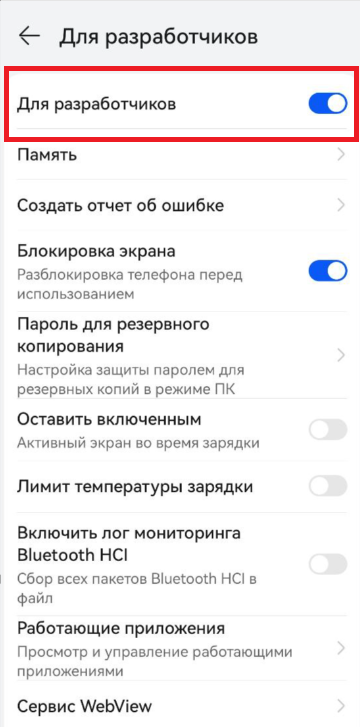 Для разработчиков
Для разработчиков
Память
Создать отчет об ошибке
Блокировка экрана
Разблокировка телефона перед
использованием
Пароль для резервного
копирования
Настройка защиты паролем для
резервных копий в режиме ПК
Оставить включенным
Активный экран во время зарядки
Лимит температуры зарядки
Включить лог мониторинга
Bluetooth HCI
Сбор всех пакетов Bluetooth HCI в
файл
Работающие приложения
Просмотр и управление работающими
приложениями
Сервис WebView